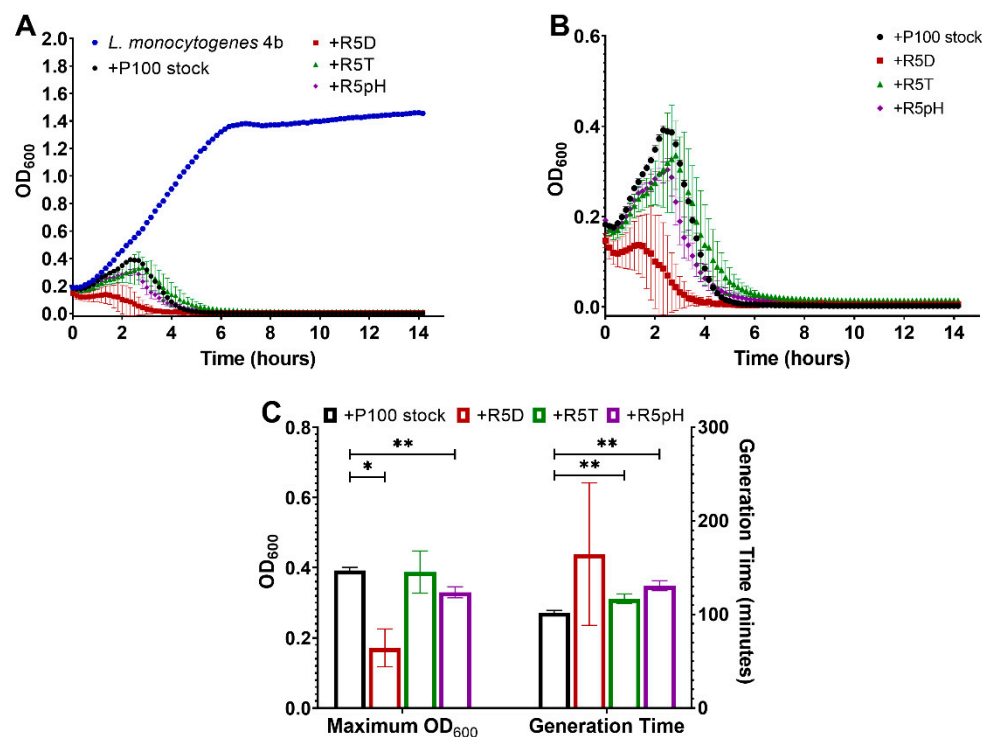 A
L. monocytogenes 4b
+P100 stock
+R5D
+R5T
+R5pH
OD600
2.0
1.8
1.6
1.4
1.2
1.0
0.8
0.6
0.4
0.2
0.0
0 2 4 6 8 10 12 14
Time (hours)
B
+P100 stock
+R5D
+R5T
+R5pH
OD600
0.6
0.4
0.2
0.0
0 2 4 6 8 10 12 14
Time (hours)
C
+P100 stock +R5D +R5T +R5pH
OD600
0.8
0.6
0.4
0.2
0.0
** **
* **
300
200
100
0
Generation Time (minutes)
Maximum OD600 Generation Time